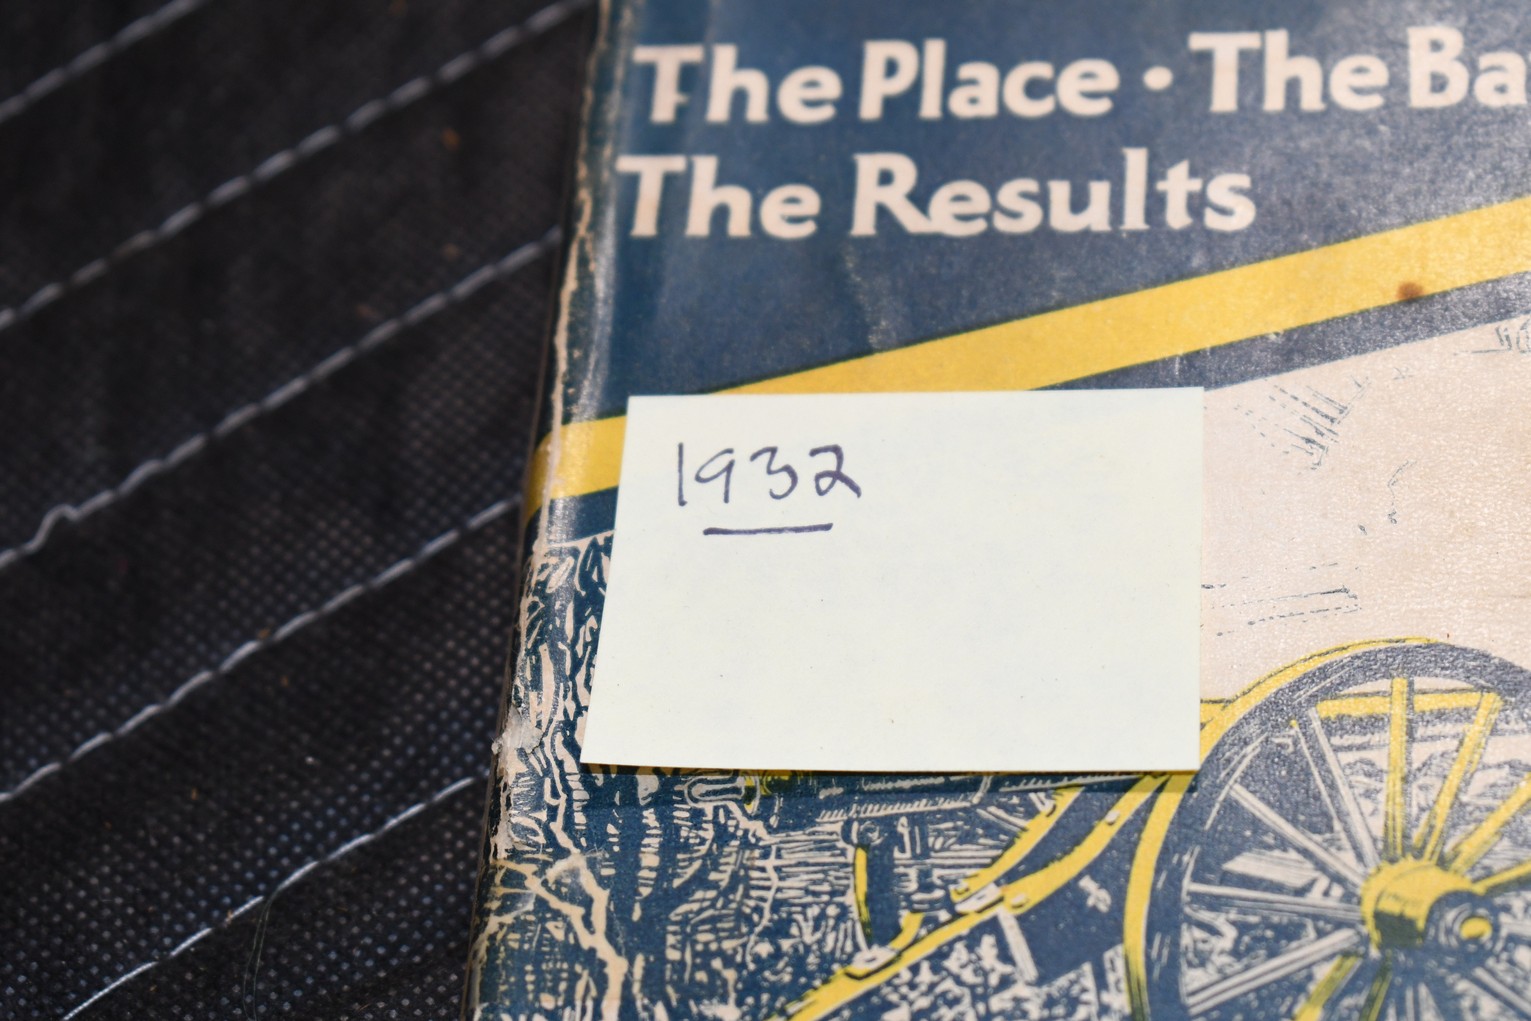 The Place • The Ba
The Results
1932